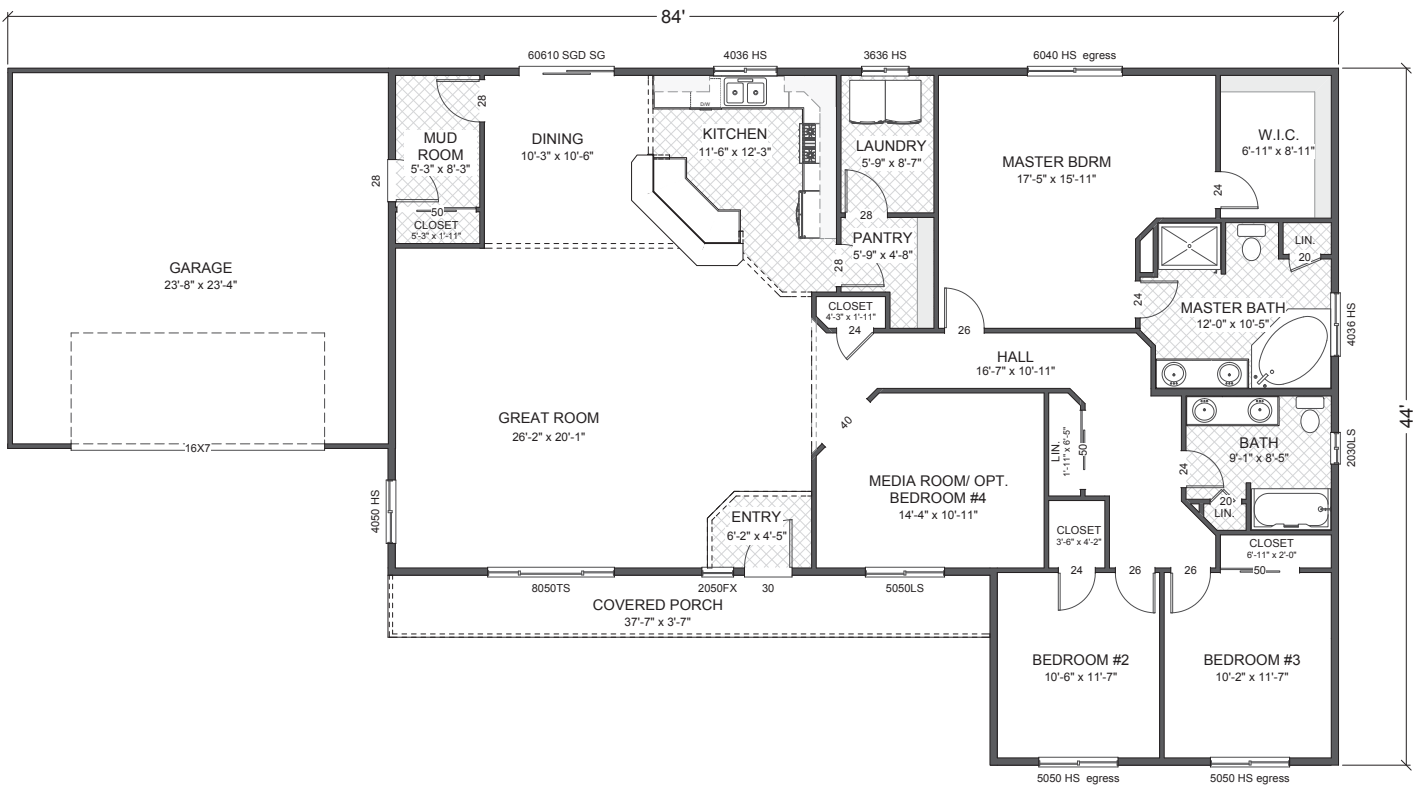 84'
60610 SGD SG
4036 HS
3636 HS
6040 HS egress
28
MUD
ROOM
5'-3" x 8'-3"
28
50
CLOSET
5'-3" x 1'-11"
DINING
10'-3" x 10'-6"
D/W
KITCHEN
11'-6" x 12'-3"
LAUNDRY
5'-9" x 8'-7"
28
PANTRY
5'-9" x 4'-8"
28
MASTER BDRM
17'-5" x 15'-11"
W.I.C.
6'-11" x 8'-11"
24
LIN.
20
24
MASTER BATH
12'-0" x 10'-5"
4036 HS
GARAGE
23'-8" x 23'-4"
16X7
CLOSET
4'-3" x 1'-11"
24
26
HALL
16'-7" x 10'-11"
GREAT ROOM
26'-2" x 20'-1"
40
44'
LIN.
1'-11" x 6'-5"
50
BATH
9'-1" x 8'-5"
24
2030LS
20
LIN.
MEDIA ROOM/ OPT.
BEDROOM #4
14'-4" x 10'-11"
4050 HS
ENTRY
6'-2" x 4'-5"
CLOSET
3'-6" x 4'-2"
CLOSET
6'-11" x 2'-0"
24
26
26
50
8050TS
2050FX
30
5050LS
COVERED PORCH
37'-7" x 3'-7"
BEDROOM #2
10'-6" x 11'-7"
BEDROOM #3
10'-2" x 11'-7"
5050 HS egress
5050 HS egress